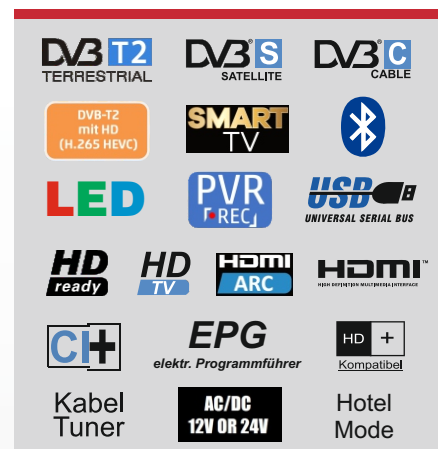 DVB T2
TERRESTRIAL
DVB® S
SATELLITE
DVB® C
CABLE
DVB-T2
mit HD
(H.265 HEVC)
SMART
TV
LED
PVR
REC
USB
UNIVERSAL SERIAL BUS
HD
ready
HD
TV
HDMI
ARC
HDMI™
HIGH DEFINITION MULTIMEDIA INTERFACE
CI+
EPG
elektr. Programmführer
HD +
Kompatibel
Kabel
Tuner
AC/DC
12V OR 24V
Hotel
Mode